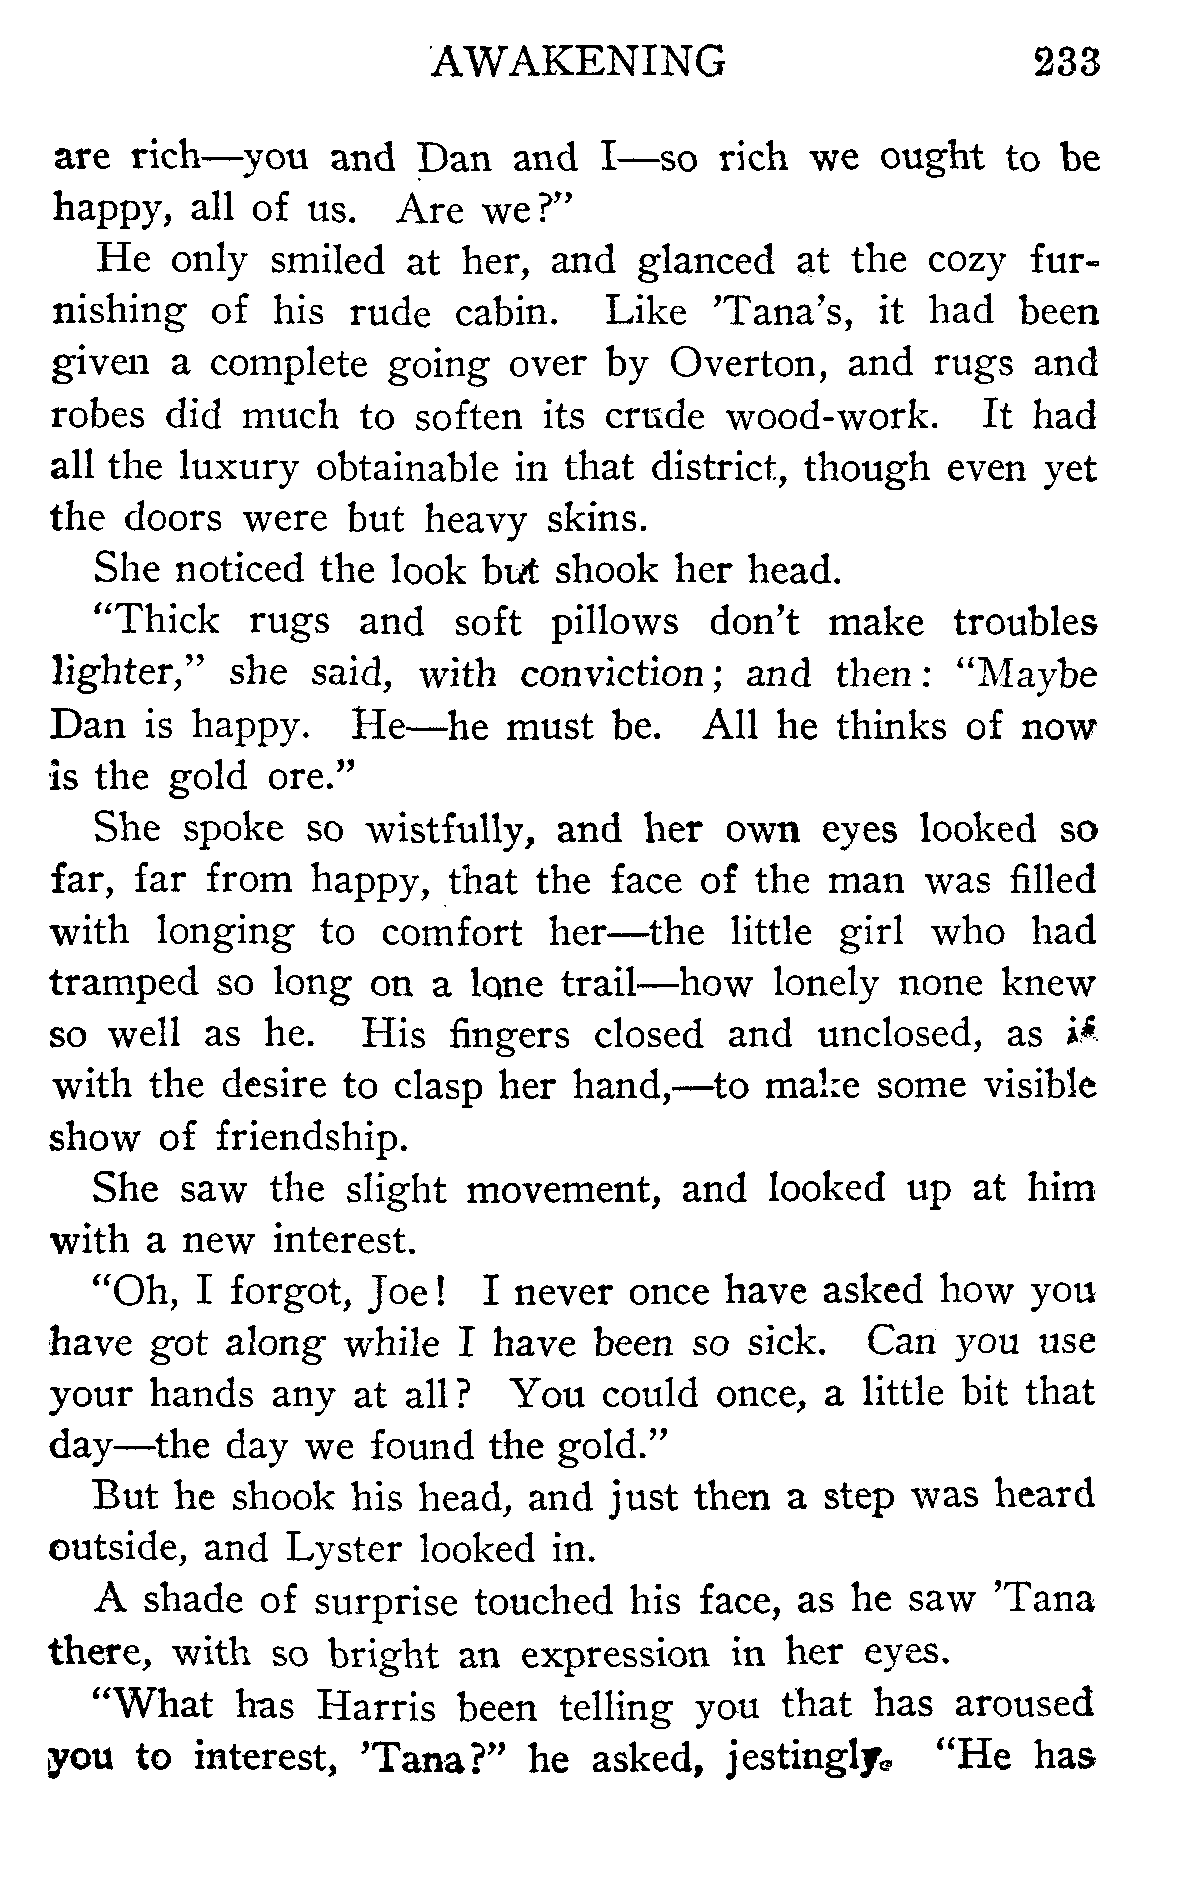 AWAKENING 233
are rich—you and Dan and I—so rich we ought to be
happy, all of us. Are we?"
He only smiled at her, and glanced at the cozy fur-
nishing of his rude cabin. Like 'Tana's, it had been
given a complete going over by Overton, and rugs and
robes did much to soften its crude wood-work. It had
all the luxury obtainable in that district, though even yet
the doors were but heavy skins.
She noticed the look but shook her head.
"Thick rugs and soft pillows don't make troubles
lighter," she said, with conviction; and then: "Maybe
Dan is happy. He—he must be. All he thinks of now
is the gold ore."
She spoke so wistfully, and her own eyes looked so
far, far from happy, that the face of the man was filled
with longing to comfort her—the little girl who had
tramped so long on a lone trail—how lonely none knew
so well as he. His fingers closed and unclosed, as if
with the desire to clasp her hand,—to make some visible
show of friendship.
She saw the slight movement, and looked up at him
with a new interest.
"Oh, I forgot, Joe! I never once have asked how you
have got along while I have been so sick. Can you use
your hands any at all? You could once, a little bit that
day—the day we found the gold."
But he shook his head, and just then a step was heard
outside, and Lyster looked in.
A shade of surprise touched his face, as he saw 'Tana
there, with so bright an expression in her eyes.
"What has Harris been telling you that has aroused
you to interest, 'Tana?" he asked, jestingly. "He has